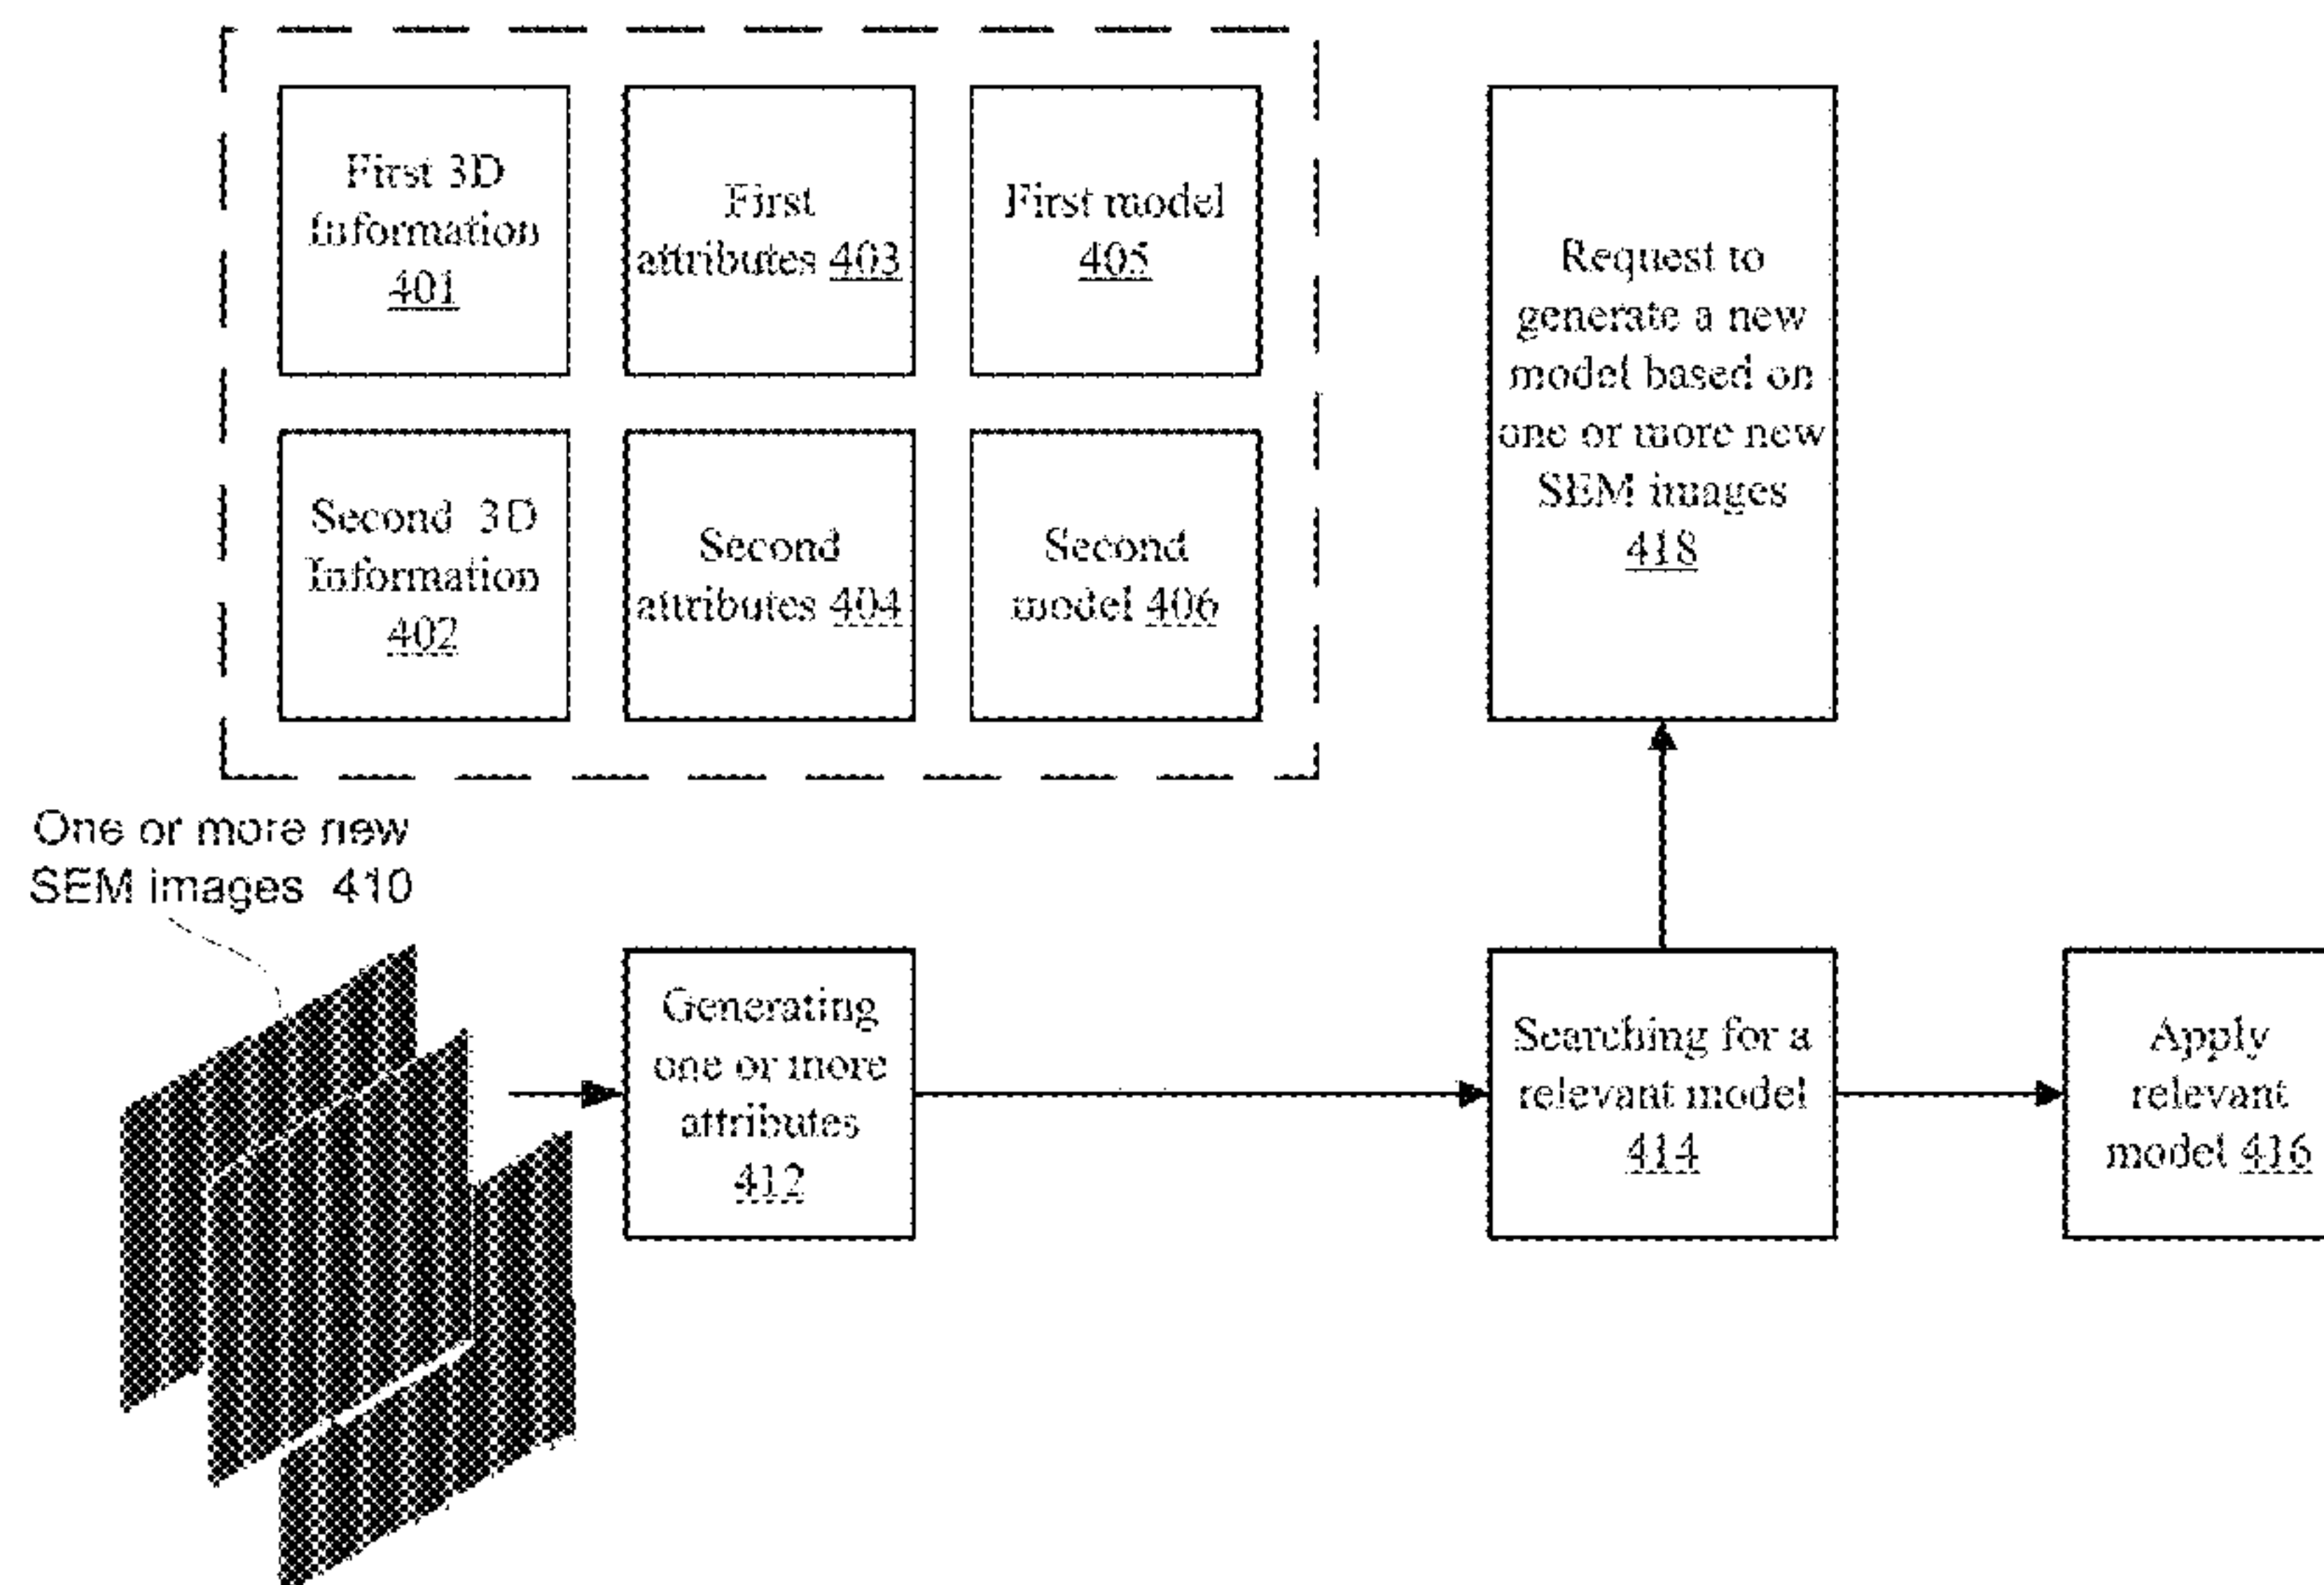 First 3D
Information
401
First
attributes 403
First model
405
Request to
generate a new
model based on
one or more new
SEM images
418
Second 3D
Information
402
Second
attributes 404
Second
model 406
One or more new
SEM images 410
Generating
one or more
attributes
412
Searching for a
relevant model
414
Apply
relevant
model 416